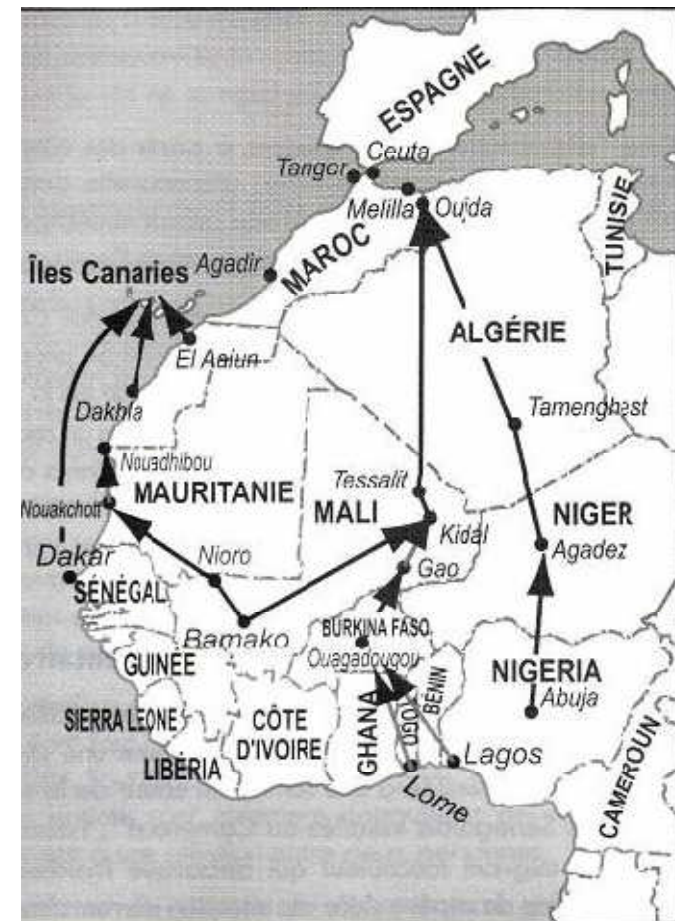 ESPAGNE
Ceuta
Tanger
Melilla
Oujda
TUNISIE
MAROC
Agadir
Îles Canaries
ALGÉRIE
El Aaiun
Dakhla
Tamenghest
Nouadhibou
Tessalit
MAURITANIE
Nouakchott
MALI
NIGER
Kidal
Agadez
Dakar
Nioro
Gao
SÉNÉGAL
BURKINA FASO
Bamako
Ouagadougou
GUINÉE
BÉNIN
NIGERIA
Abuja
SIERRA LEONE
CÔTE
D'IVOIRE
GHANA
TOGO
Lagos
LIBÉRIA
Lome
CAMEROUN